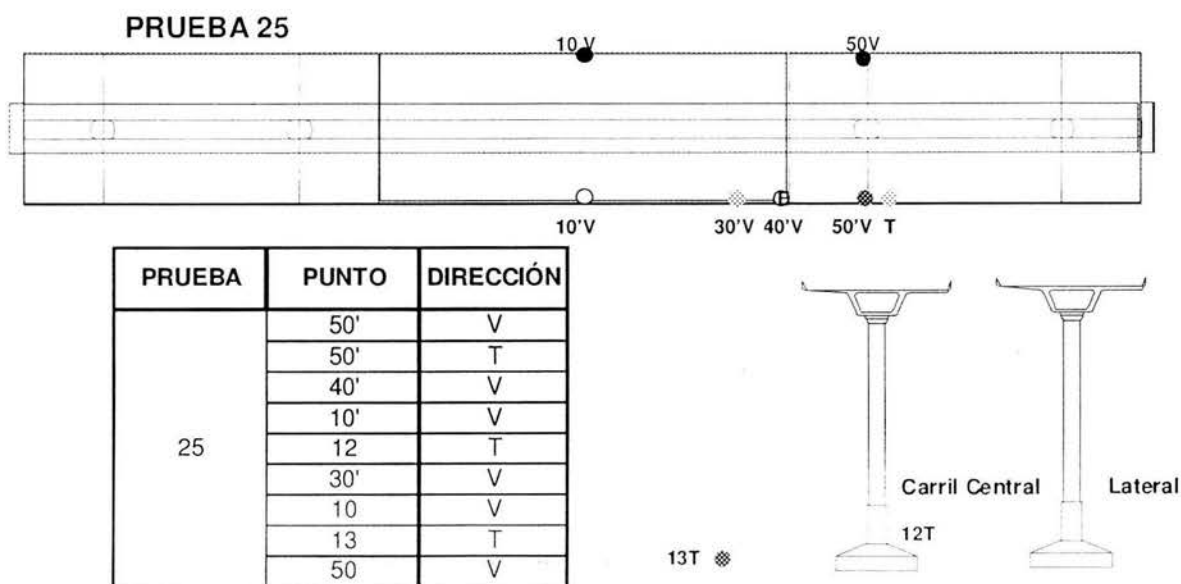 PRUEBA 25
10 V 50V
10'V 30'V 40'V 50'V T
PRUEBA PUNTO DIRECCIÓN
50' V
50' T
40' V
10' V
25 12 T
30' V
10 V
13 T
50 V
Carril Central Lateral
12T
13T